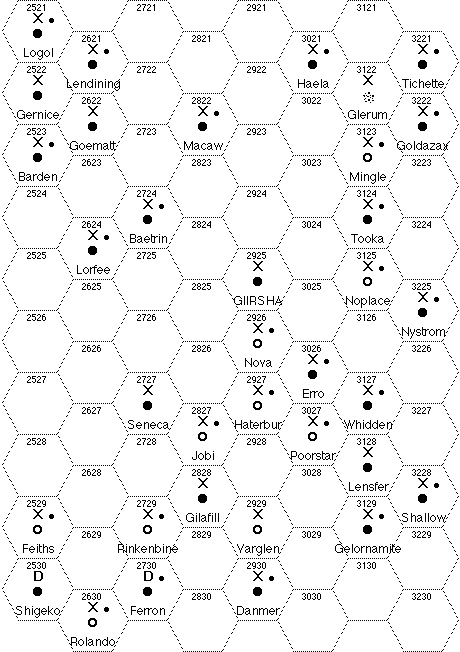 2521 2721 2921 3121
X
2621 2821 3021 3221
X X X
Logol
2522 2722 2922 3122
X X
Lendining Haela Tichette
2622 2822 3022 3222
X X X
Gernice Glerum
2523 2723 2923 3123
X X
Goematt Macaw Goldazax
2623 2823 3023 3223
Barden Mingle
2724 2924 3124
X X
2624 2824 3024 3224
X
Baetrin Tooka
2525 2725 2925 3125
X X
Lorfee
2625 2825 3025 3225
X
GIIRSHA Noplace
2526 2726 2926 3126
X
Nystrom
2626 2826 3026 3226
X
Nova
2527 2727 2927 3127
X X X
Erro
2627 2827 3027 3227
X X
Seneca Haterbur Whidden
2528 2728 2928 3128
X
Jobi Poorstar
2628 2828 3028 3228
X X
Lensfer
2529 2729 2929 3129
X X X X
Gilafill Shallow
2629 2829 3029 3229
Feiths Rinkenbine Varglen Gelornamite
2530 2730 2930 3130
D D X
2630 2830 3030 3230
X
Shigeko Ferron Danmer
Rolando